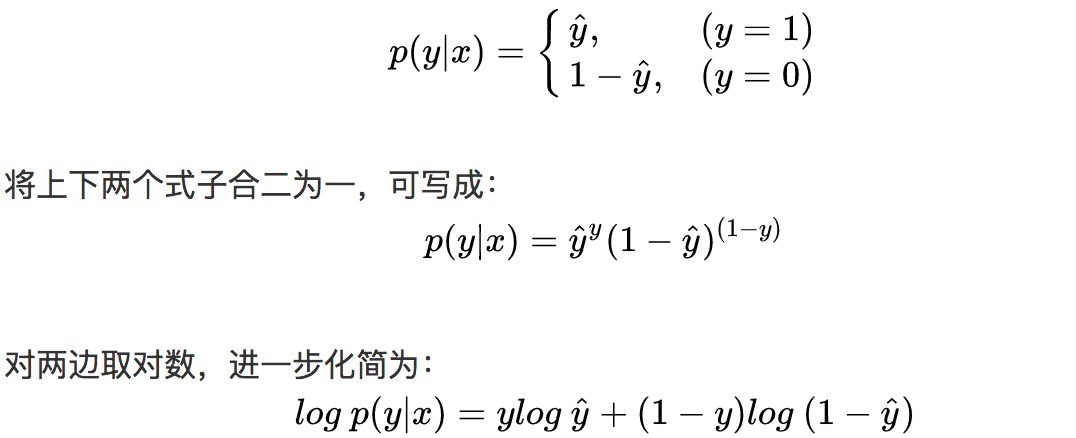 p(y|x) = { ŷ, (y = 1)
1 − ŷ, (y = 0)
将上下两个式子合二为一，可写成：
p(y|x) = ŷ^y(1 − ŷ)^(1−y)
对两边取对数，进一步化简为：
log p(y|x) = ylog ŷ + (1 − y)log (1 − ŷ)